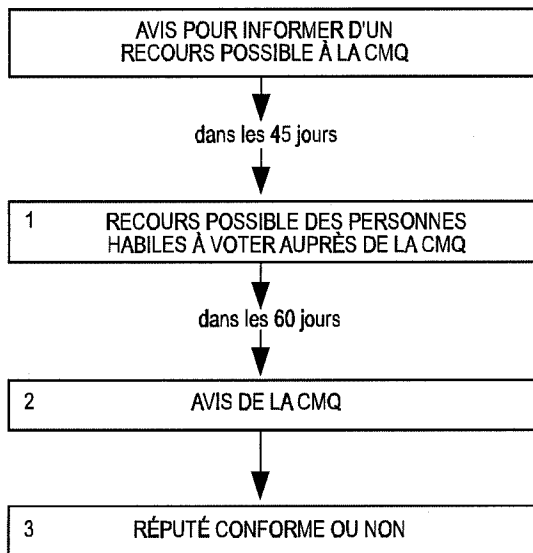 AVIS POUR INFORMER D'UN
RECOURS POSSIBLE À LA CMQ
dans les 45 jours
1 RECOURS POSSIBLE DES PERSONNES
HABILES À VOTER AUPRÈS DE LA CMQ
dans les 60 jours
2 AVIS DE LA CMQ
3 RÉPUTÉ CONFORME OU NON